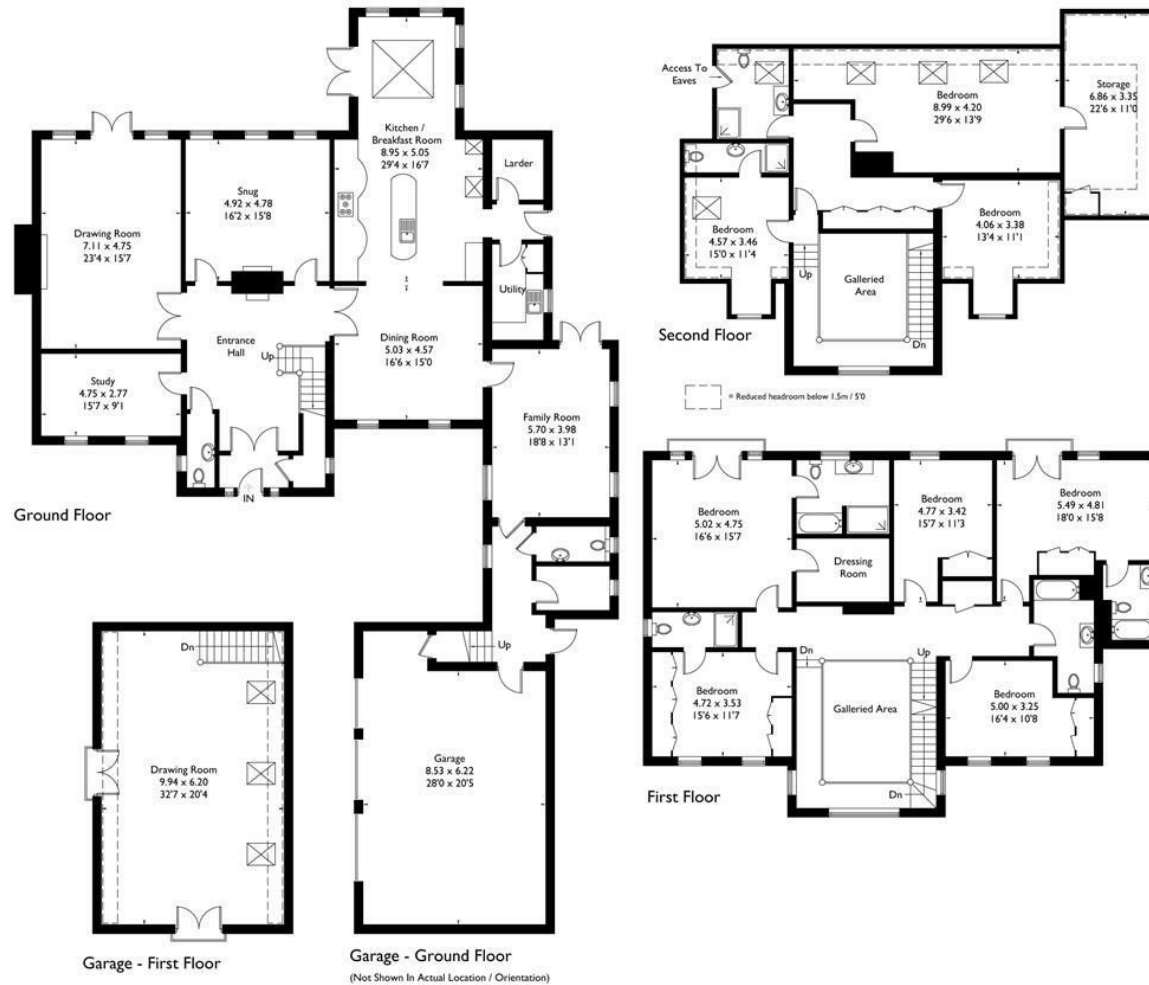 Kitchen /
Breakfast Room
8.95 x 5.05
29'4 x 16'7
Larder
Snug
4.92 x 4.78
16'2 x 15'8
Drawing Room
7.11 x 4.75
23'4 x 15'7
Utility
Entrance
Hall
Up
Dining Room
5.03 x 4.57
16'6 x 15'0
Study
4.75 x 2.77
15'7 x 9'1
Family Room
5.70 x 3.98
18'8 x 13'1
IN
Ground Floor
Access To
Eaves
Bedroom
8.99 x 4.20
29'6 x 13'9
Storage
6.86 x 3.35
22'6 x 11'0
Bedroom
4.57 x 3.46
15'0 x 11'4
Bedroom
4.06 x 3.38
13'4 x 11'1
Up
Galleried
Area
Dn
Second Floor
= Reduced headroom below 1.5m / 5'0
Bedroom
5.02 x 4.75
16'6 x 15'7
Bedroom
4.77 x 3.42
15'7 x 11'3
Bedroom
5.49 x 4.81
18'0 x 15'8
Dressing
Room
Dn
Up
Bedroom
4.72 x 3.53
15'6 x 11'7
Galleried Area
Bedroom
5.00 x 3.25
16'4 x 10'8
Dn
First Floor
Dn
Drawing Room
9.94 x 6.20
32'7 x 20'4
Garage - First Floor
Up
Garage
8.53 x 6.22
28'0 x 20'5
Garage - Ground Floor
(Not Shown In Actual Location / Orientation)